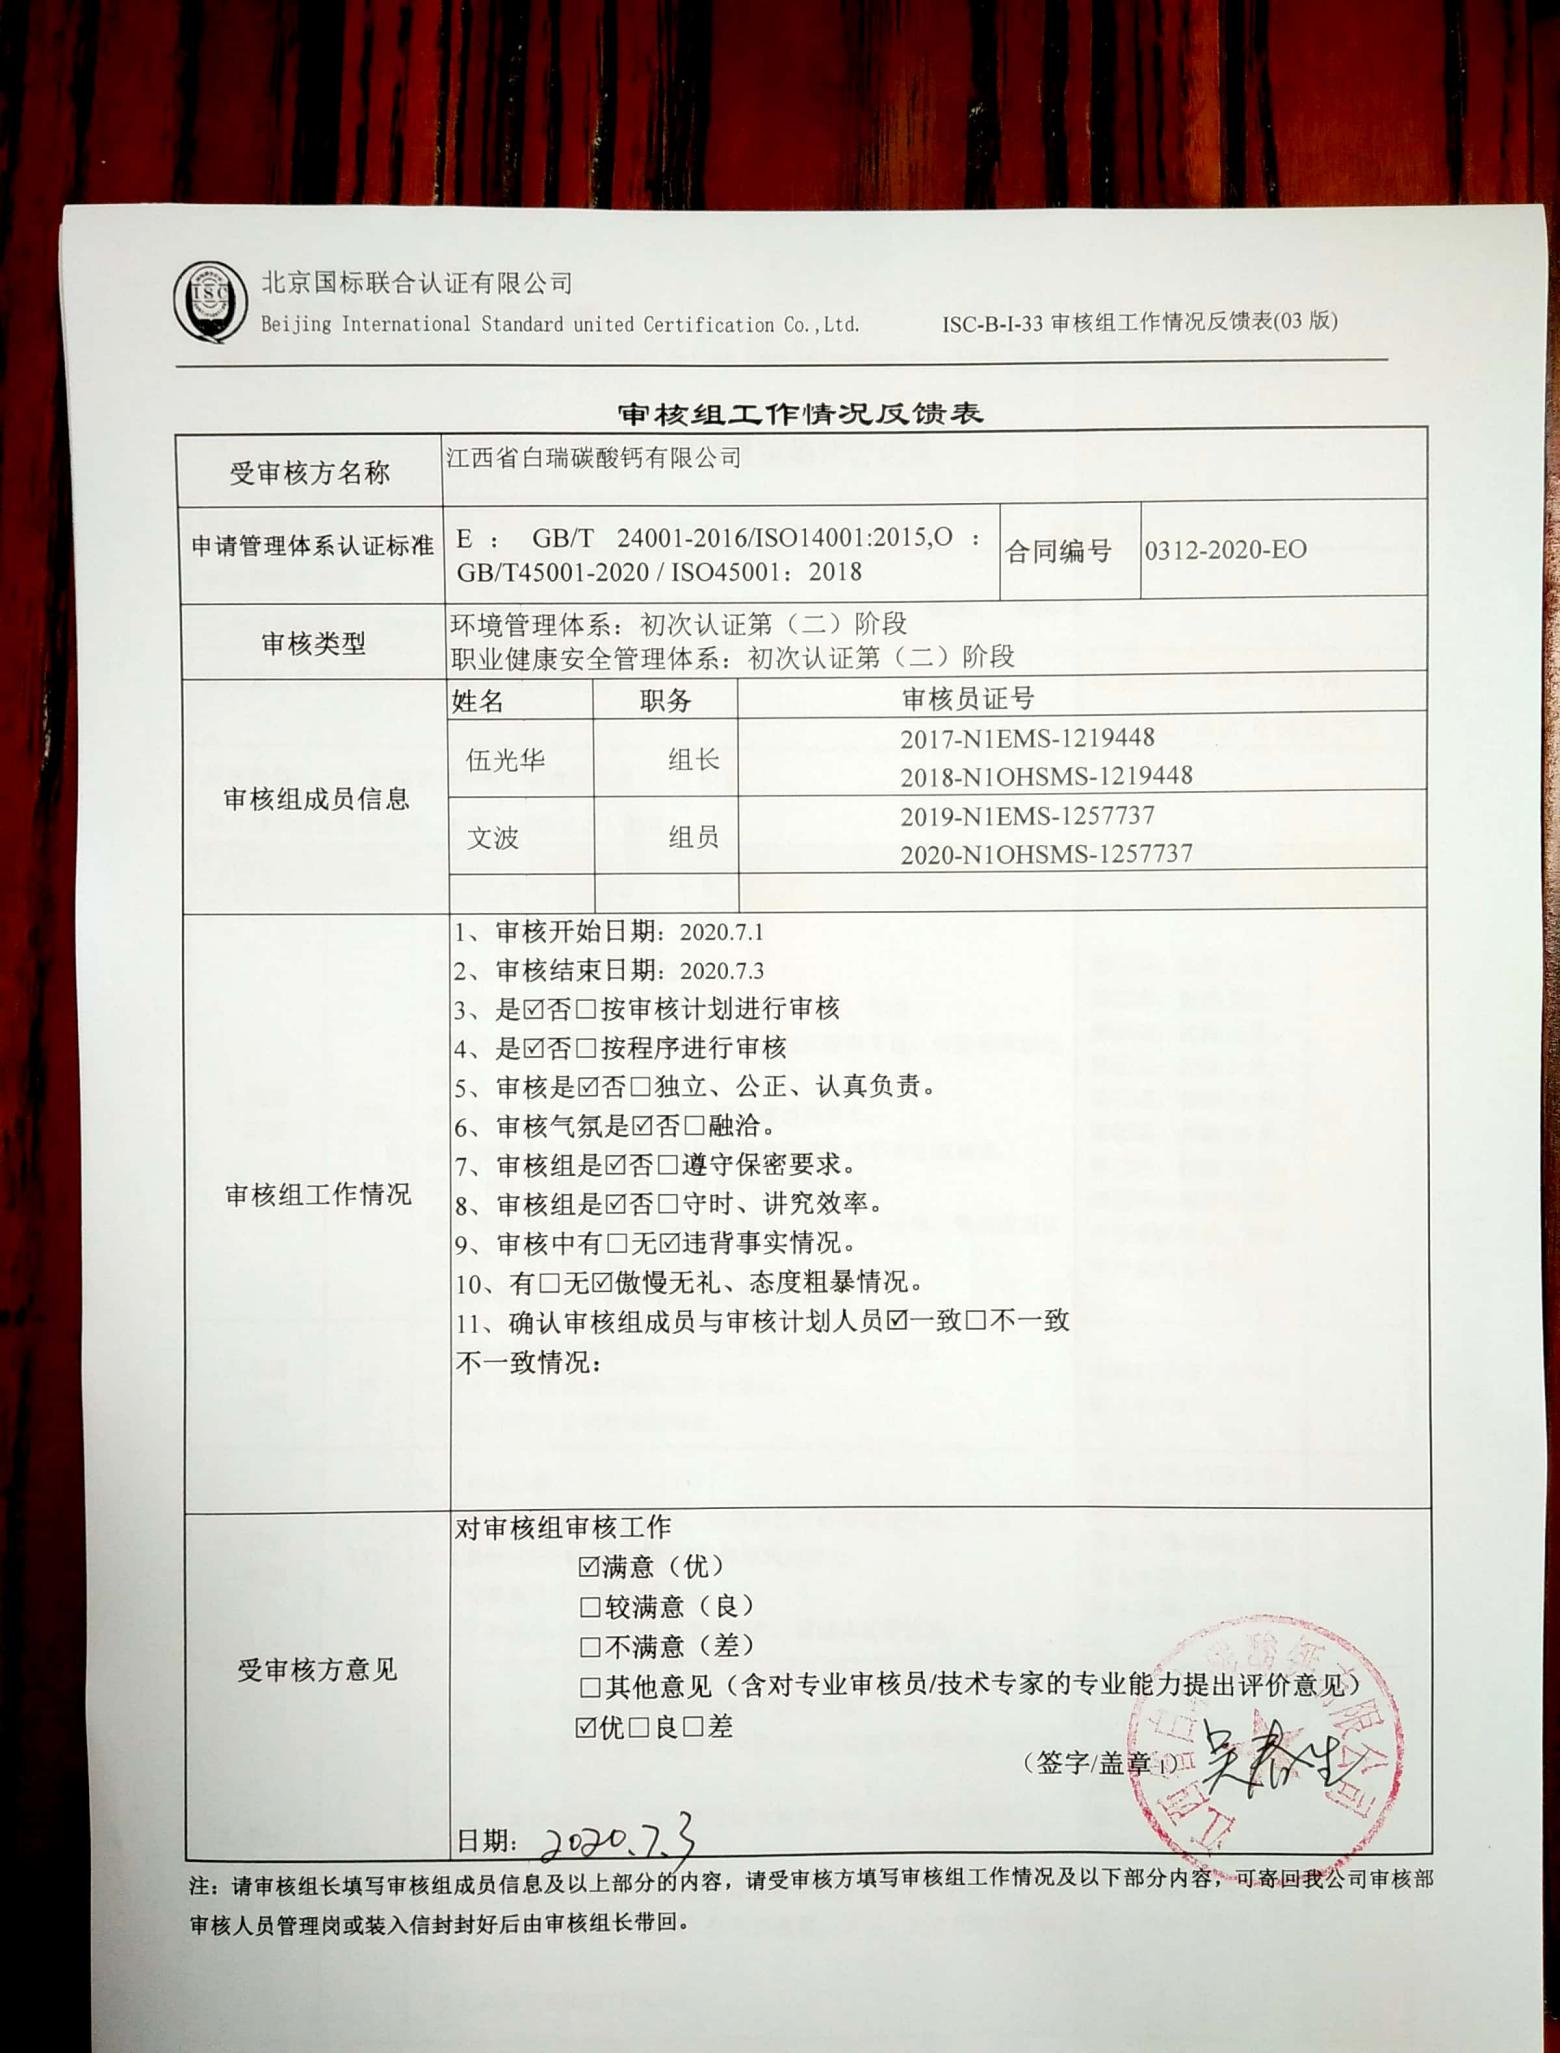 ISC
北京国标联合认证有限公司
Beijing International Standard united Certification Co.,Ltd.
ISC-B-I-33 审核组工作情况反馈表(03 版)
审核组工作情况反馈表
受审核方名称
江西省白瑞碳酸钙有限公司
申请管理体系认证标准
E ： GB/T 24001-2016/ISO14001:2015,O ：
GB/T45001-2020 / ISO45001：2018
合同编号
0312-2020-EO
审核类型
环境管理体系：初次认证第（二）阶段
职业健康安全管理体系：初次认证第（二）阶段
审核组成员信息
姓名 职务 审核员证号
伍光华 组长 2017-N1EMS-1219448
2018-N1OHSMS-1219448
文波 组员 2019-N1EMS-1257737
2020-N1OHSMS-1257737
审核组工作情况
1、审核开始日期：2020.7.1
2、审核结束日期：2020.7.3
3、是☑否□按审核计划进行审核
4、是☑否□按程序进行审核
5、审核是☑否□独立、公正、认真负责。
6、审核气氛是☑否□融洽。
7、审核组是☑否□遵守保密要求。
8、审核组是☑否□守时、讲究效率。
9、审核中有□无☑违背事实情况。
10、有□无☑傲慢无礼、态度粗暴情况。
11、确认审核组成员与审核计划人员☑一致□不一致
不一致情况：
受审核方意见
对审核组审核工作
☑满意（优）
□较满意（良）
□不满意（差）
□其他意见（含对专业审核员/技术专家的专业能力提出评价意见）
☑优□良□差
（签字/盖章）吴春生
江西省白瑞碳酸钙有限公司
日期：2020.7.3
注：请审核组长填写审核组成员信息及以上部分的内容，请受审核方填写审核组工作情况及以下部分内容，可寄回我公司审核部
审核人员管理岗或装入信封封好后由审核组长带回。